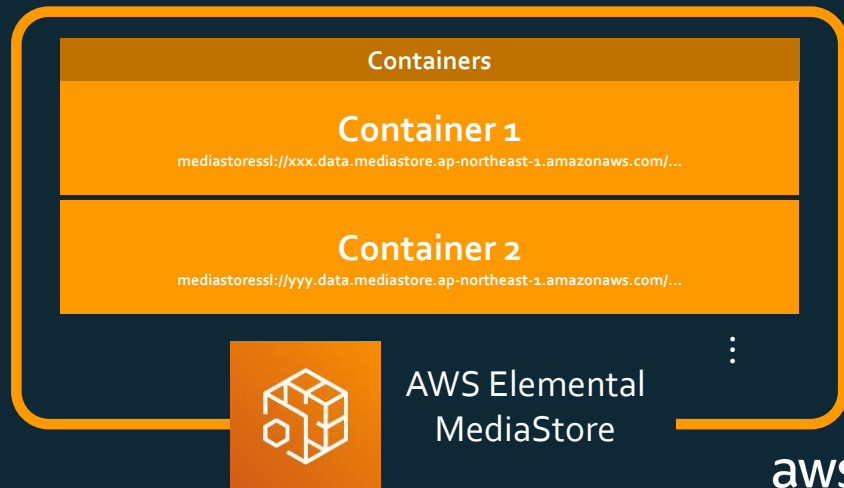 Containers
Container 1
mediastoressl://xxx.data.mediastore.ap-northeast-1.amazonaws.com/...
Container 2
mediastoressl://yyy.data.mediastore.ap-northeast-1.amazonaws.com/...
⋮
AWS Elemental
MediaStore
aws